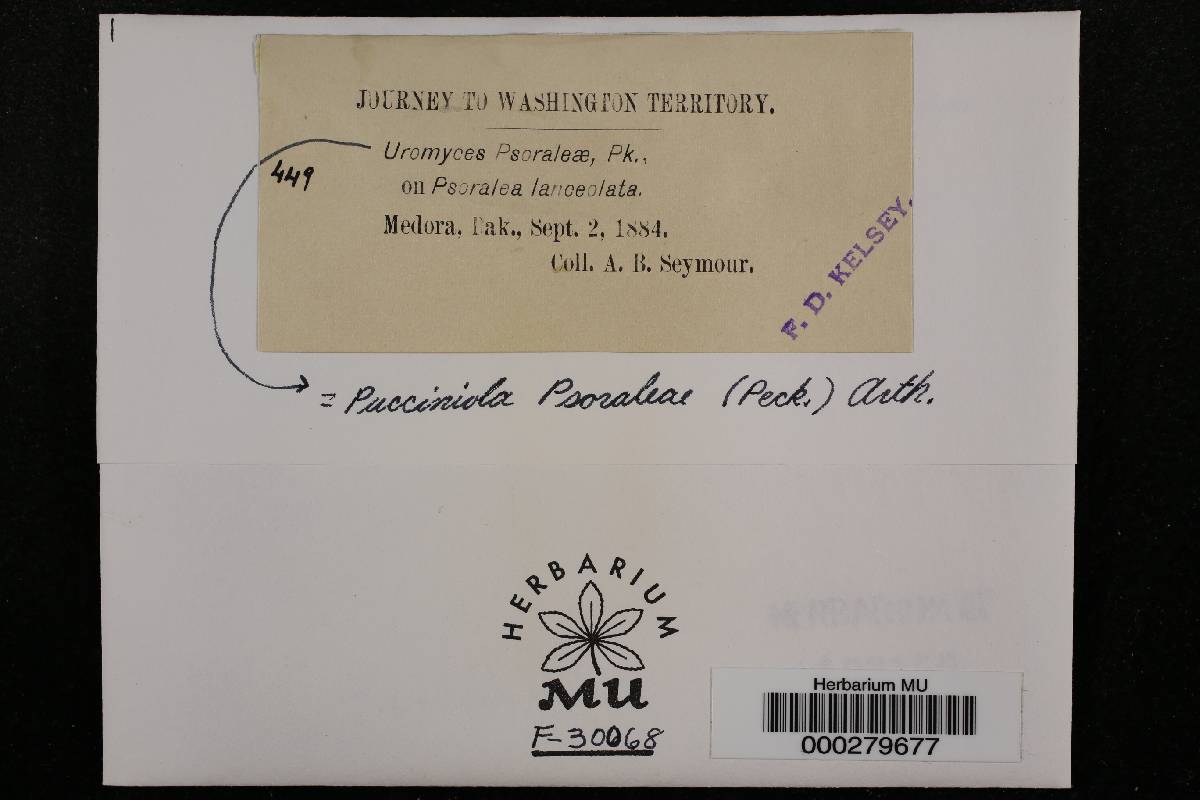 JOURNEY TO WASHINGTON TERRITORY.
Uromyces Psoraleæ, Pk.,
449
on Psoralea lanceolata.
Medora, Dak., Sept. 2, 1884.
Coll. A. B. Seymour.
F. D. KELSEY.
= Pucciniola Psoraleae (Peck.) Arth.
HERBARIUM
MU
F-30068
Herbarium MU
000279677